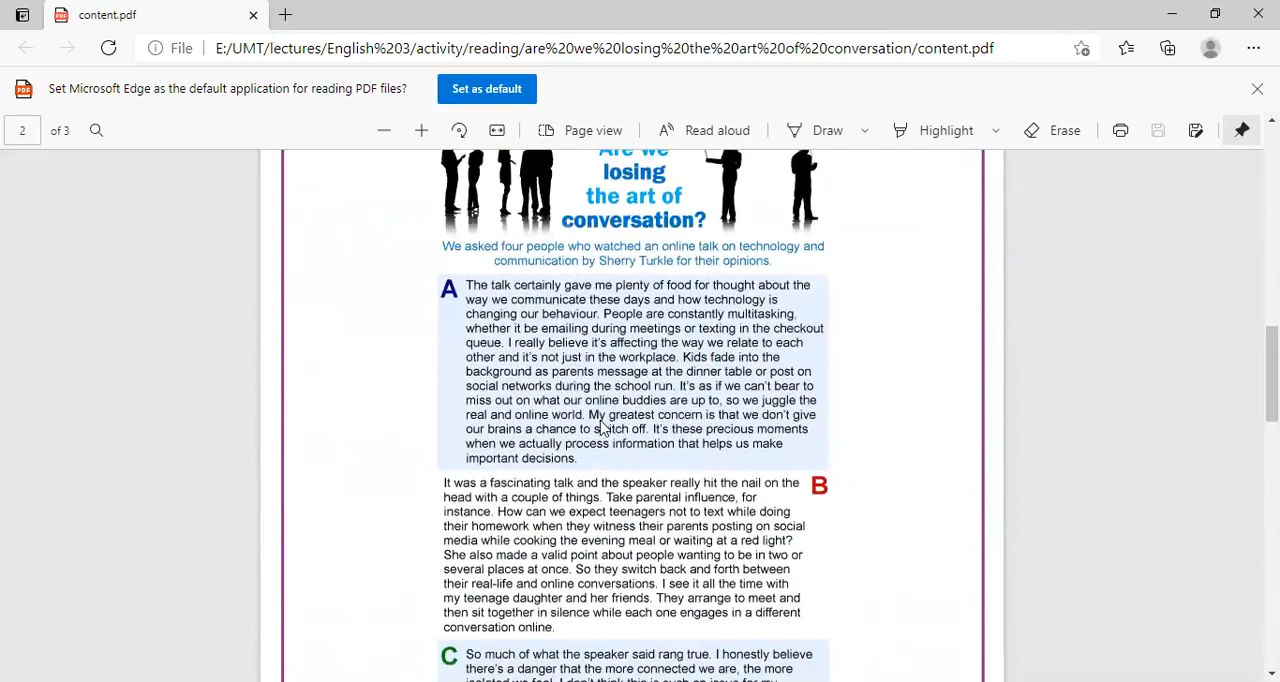 content.pdf
File
E:/UMT/lectures/English%203/activity/reading/are%20we%20losing%20the%20art%20of%20conversation/content.pdf
Set Microsoft Edge as the default application for reading PDF files?
Set as default
2 of 3
Page view
Read aloud
Draw
Highlight
Erase
Are we
losing
the art of
conversation?
We asked four people who watched an online talk on technology and
communication by Sherry Turkle for their opinions.
A
The talk certainly gave me plenty of food for thought about the
way we communicate these days and how technology is
changing our behaviour. People are constantly multitasking,
whether it be emailing during meetings or texting in the checkout
queue. I really believe it's affecting the way we relate to each
other and it's not just in the workplace. Kids fade into the
background as parents message at the dinner table or post on
social networks during the school run. It's as if we can't bear to
miss out on what our online buddies are up to, so we juggle the
real and online world. My greatest concern is that we don't give
our brains a chance to switch off. It's these precious moments
when we actually process information that helps us make
important decisions.
B
It was a fascinating talk and the speaker really hit the nail on the
head with a couple of things. Take parental influence, for
instance. How can we expect teenagers not to text while doing
their homework when they witness their parents posting on social
media while cooking the evening meal or waiting at a red light?
She also made a valid point about people wanting to be in two or
several places at once. So they switch back and forth between
their real-life and online conversations. I see it all the time with
my teenage daughter and her friends. They arrange to meet and
then sit together in silence while each one engages in a different
conversation online.
C
So much of what the speaker said rang true. I honestly believe
there's a danger that the more connected we are, the more
isolated we feel. I don't think this is such an issue for my